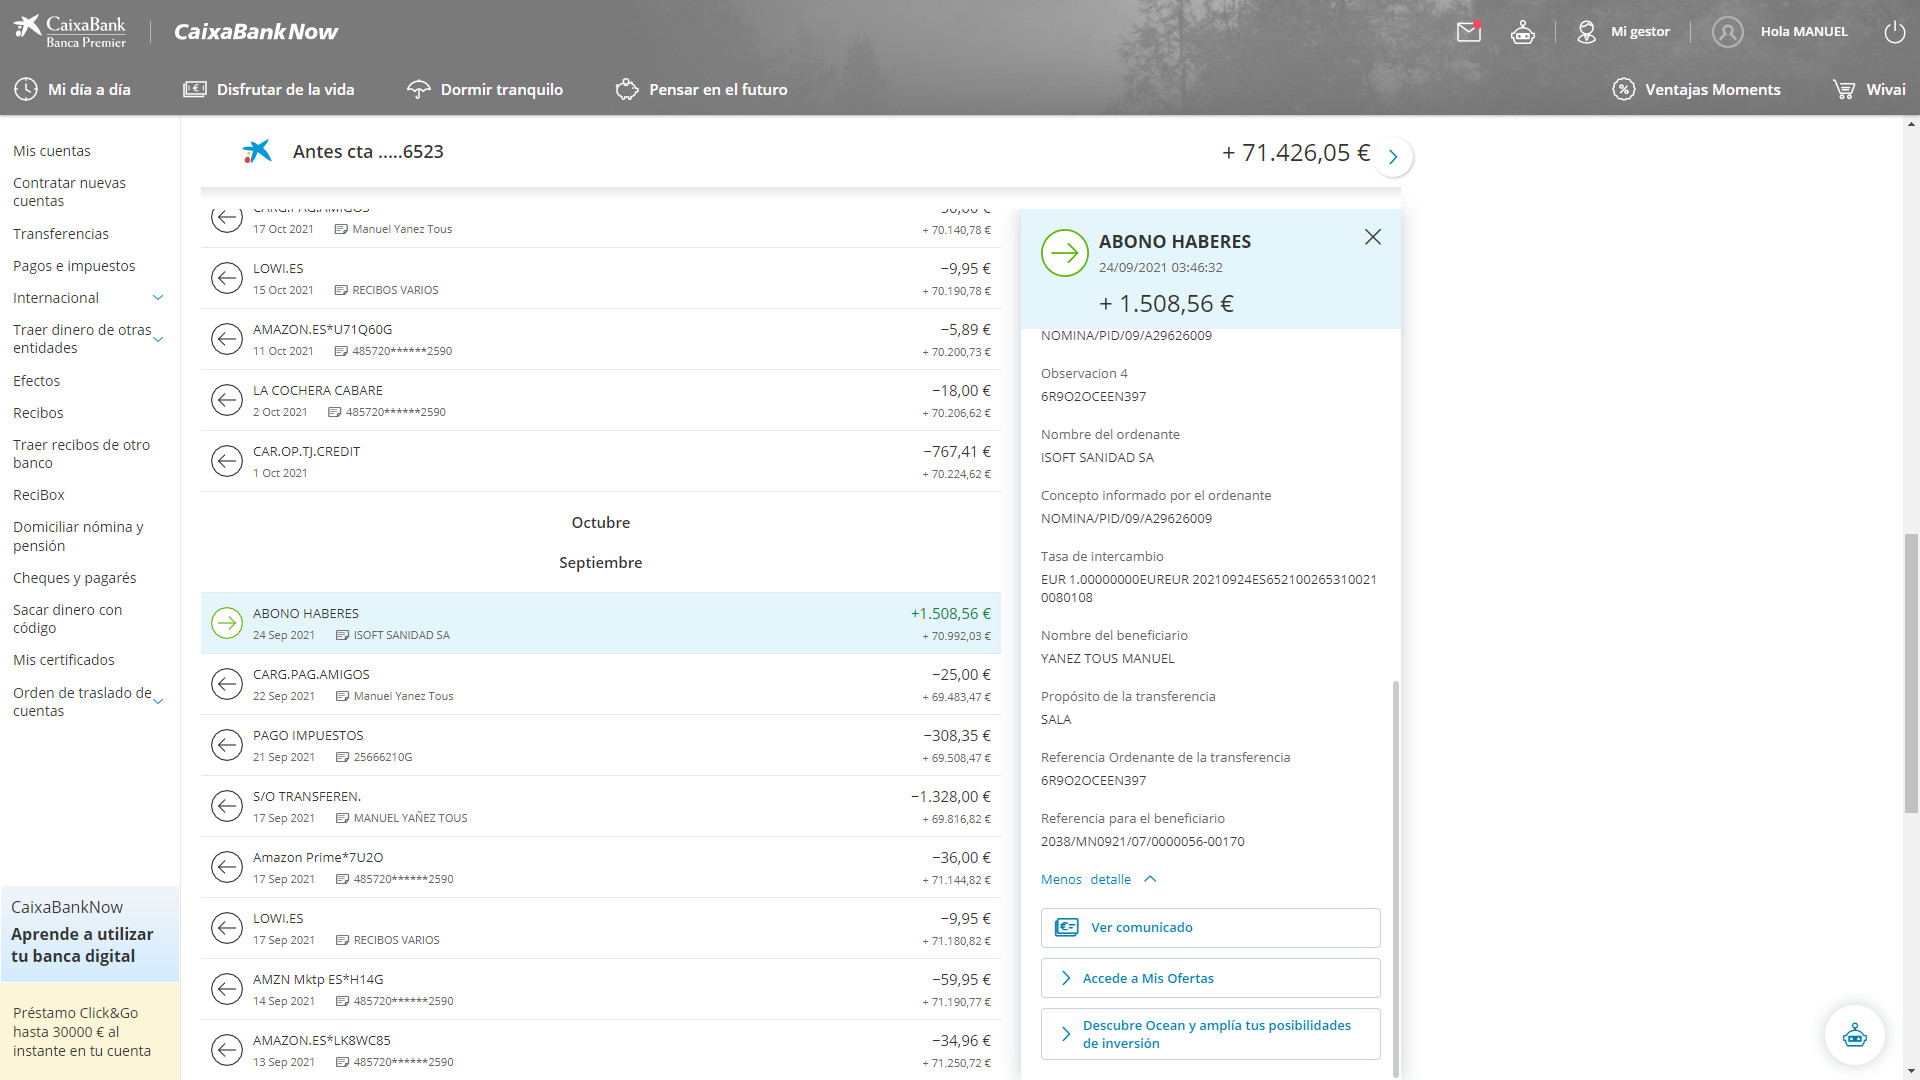 CaixaBank
Banca Premier
CaixaBankNow
Mi gestor
Hola MANUEL
Mi día a día
Disfrutar de la vida
Dormir tranquilo
Pensar en el futuro
Ventajas Moments
Wivai
Mis cuentas
Contratar nuevas
cuentas
Transferencias
Pagos e impuestos
Internacional
Traer dinero de otras
entidades
Efectos
Recibos
Traer recibos de otro
banco
ReciBox
Domiciliar nómina y
pensión
Cheques y pagarés
Sacar dinero con
código
Mis certificados
Orden de traslado de
cuentas
CaixaBankNow
Aprende a utilizar
tu banca digital
Préstamo Click&Go
hasta 30000 € al
instante en tu cuenta
Antes cta .....6523
+ 71.426,05 €
CARG.PAG.AMIGOS
17 Oct 2021 Manuel Yanez Tous
+ 70.140,78 €
LOWI.ES −9,95 €
15 Oct 2021 RECIBOS VARIOS + 70.190,78 €
AMAZON.ES*U71Q60G −5,89 €
11 Oct 2021 485720******2590 + 70.200,73 €
LA COCHERA CABARE −18,00 €
2 Oct 2021 485720******2590 + 70.206,62 €
CAR.OP.TJ.CREDIT −767,41 €
1 Oct 2021 + 70.224,62 €
Octubre
Septiembre
ABONO HABERES +1.508,56 €
24 Sep 2021 ISOFT SANIDAD SA + 70.992,03 €
CARG.PAG.AMIGOS −25,00 €
22 Sep 2021 Manuel Yanez Tous + 69.483,47 €
PAGO IMPUESTOS −308,35 €
21 Sep 2021 25666210G + 69.508,47 €
S/O TRANSFEREN. −1.328,00 €
17 Sep 2021 MANUEL YAÑEZ TOUS + 69.816,82 €
Amazon Prime*7U2O −36,00 €
17 Sep 2021 485720******2590 + 71.144,82 €
LOWI.ES −9,95 €
17 Sep 2021 RECIBOS VARIOS + 71.180,82 €
AMZN Mktp ES*H14G −59,95 €
14 Sep 2021 485720******2590 + 71.190,77 €
AMAZON.ES*LK8WC85 −34,96 €
13 Sep 2021 485720******2590 + 71.250,72 €
ABONO HABERES
24/09/2021 03:46:32
+ 1.508,56 €
NOMINA/PID/09/A29626009
Observacion 4
6R9O2OCEEN397
Nombre del ordenante
ISOFT SANIDAD SA
Concepto informado por el ordenante
NOMINA/PID/09/A29626009
Tasa de intercambio
EUR 1.00000000EUREUR 20210924ES652100265310021
0080108
Nombre del beneficiario
YANEZ TOUS MANUEL
Propósito de la transferencia
SALA
Referencia Ordenante de la transferencia
6R9O2OCEEN397
Referencia para el beneficiario
2038/MN0921/07/0000056-00170
Menos detalle
Ver comunicado
Accede a Mis Ofertas
Descubre Ocean y amplía tus posibilidades
de inversión